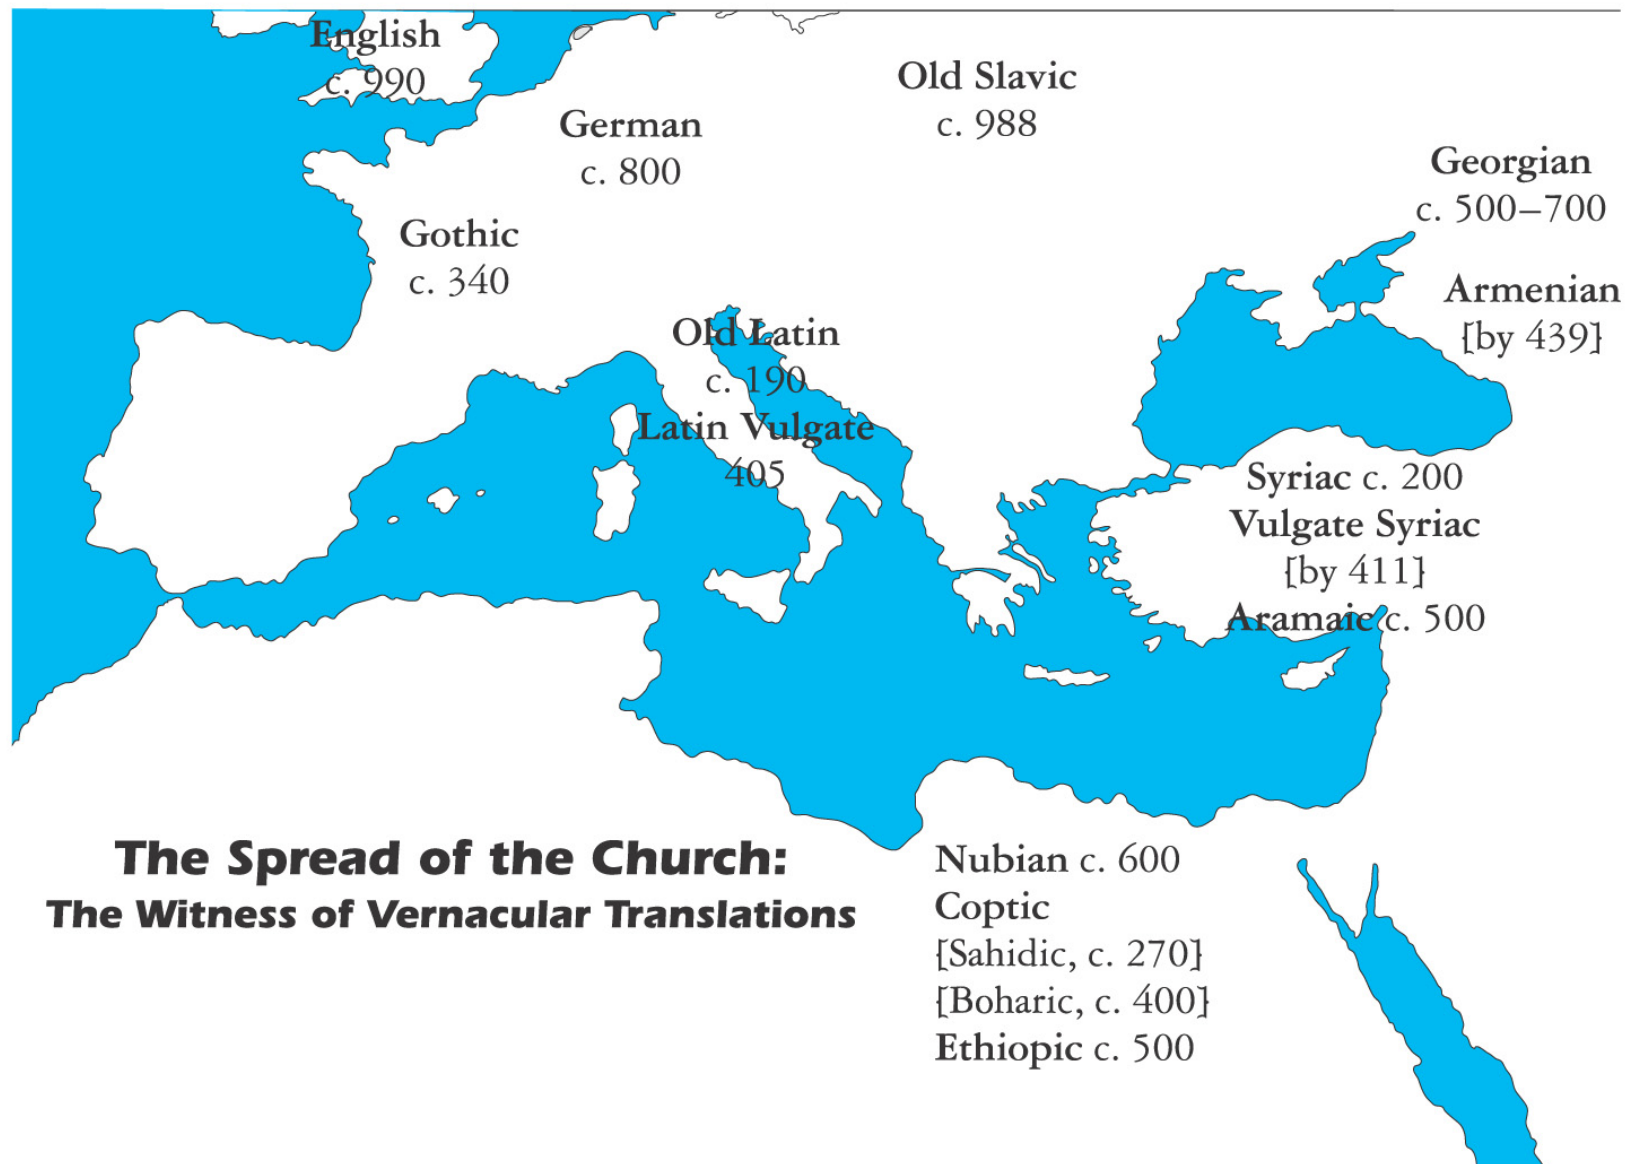 English
c. 990
Old Slavic
c. 988
German
c. 800
Georgian
c. 500–700
Gothic
c. 340
Armenian
[by 439]
Old Latin
c. 190
Latin Vulgate
405
Syriac c. 200
Vulgate Syriac
[by 411]
Aramaic c. 500
The Spread of the Church:
The Witness of Vernacular Translations
Nubian c. 600
Coptic
[Sahidic, c. 270]
[Boharic, c. 400]
Ethiopic c. 500